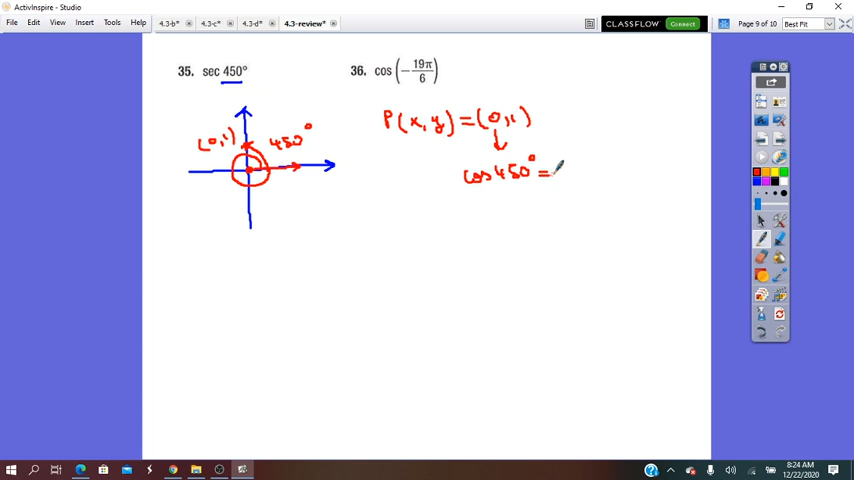 ActivInspire - Studio
File Edit View Insert Tools Help
4.3-b* 4.3-c* 4.3-d* 4.3-review*
CLASSFLOW Connect Page 9 of 10 Best Fit
35. sec 450°
36. cos (−19π/6)
(0,1) 450°
P(x,y)=(0,1)
cos450°=
8:24 AM
12/22/2020